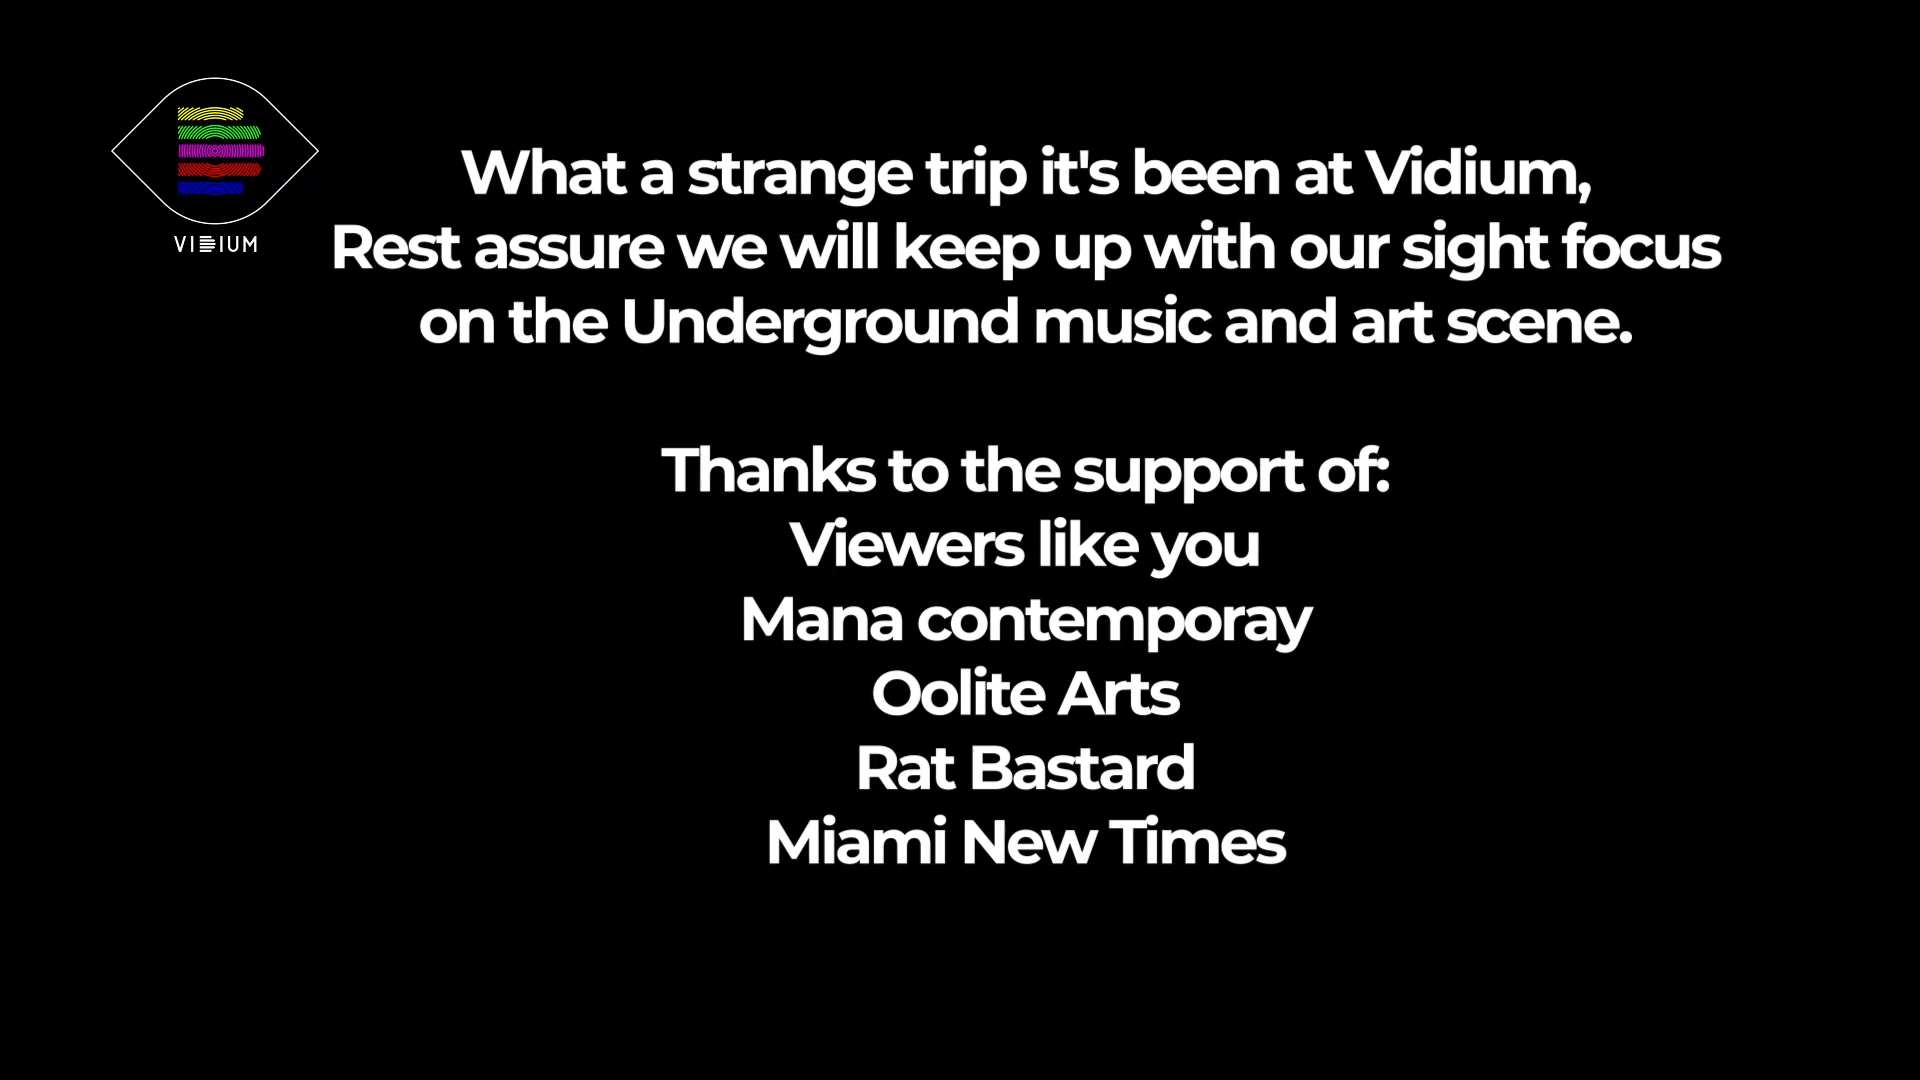 VIDIUM
What a strange trip it's been at Vidium,
Rest assure we will keep up with our sight focus
on the Underground music and art scene.
Thanks to the support of:
Viewers like you
Mana contemporay
Oolite Arts
Rat Bastard
Miami New Times